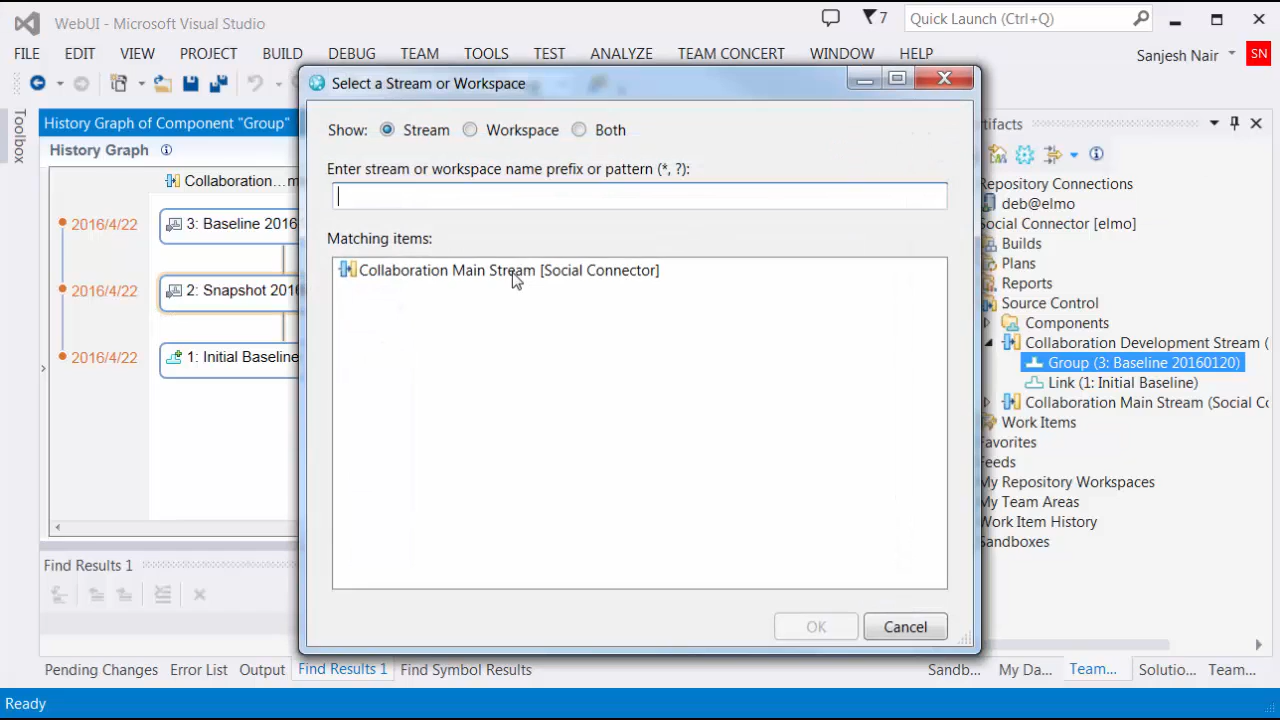 WebUI - Microsoft Visual Studio
7
Quick Launch (Ctrl+Q)
FILE EDIT VIEW PROJECT BUILD DEBUG TEAM TOOLS TEST ANALYZE TEAM CONCERT WINDOW HELP
Sanjesh Nair
SN
Toolbox
History Graph of Component "Group"
History Graph
Collaboration...m
2016/4/22
3: Baseline 2016
2016/4/22
2: Snapshot 201
2016/4/22
1: Initial Baseline
Find Results 1
Select a Stream or Workspace
Show: Stream Workspace Both
Enter stream or workspace name prefix or pattern (*, ?):
Matching items:
Collaboration Main Stream [Social Connector]
OK
Cancel
tifacts
Repository Connections
deb@elmo
Social Connector [elmo]
Builds
Plans
Reports
Source Control
Components
Collaboration Development Stream (
Group (3: Baseline 20160120)
Link (1: Initial Baseline)
Collaboration Main Stream (Social Co
Work Items
Favorites
Feeds
My Repository Workspaces
My Team Areas
Work Item History
Sandboxes
Pending Changes Error List Output Find Results 1 Find Symbol Results
Sandb... My Da... Team... Solutio... Team...
Ready